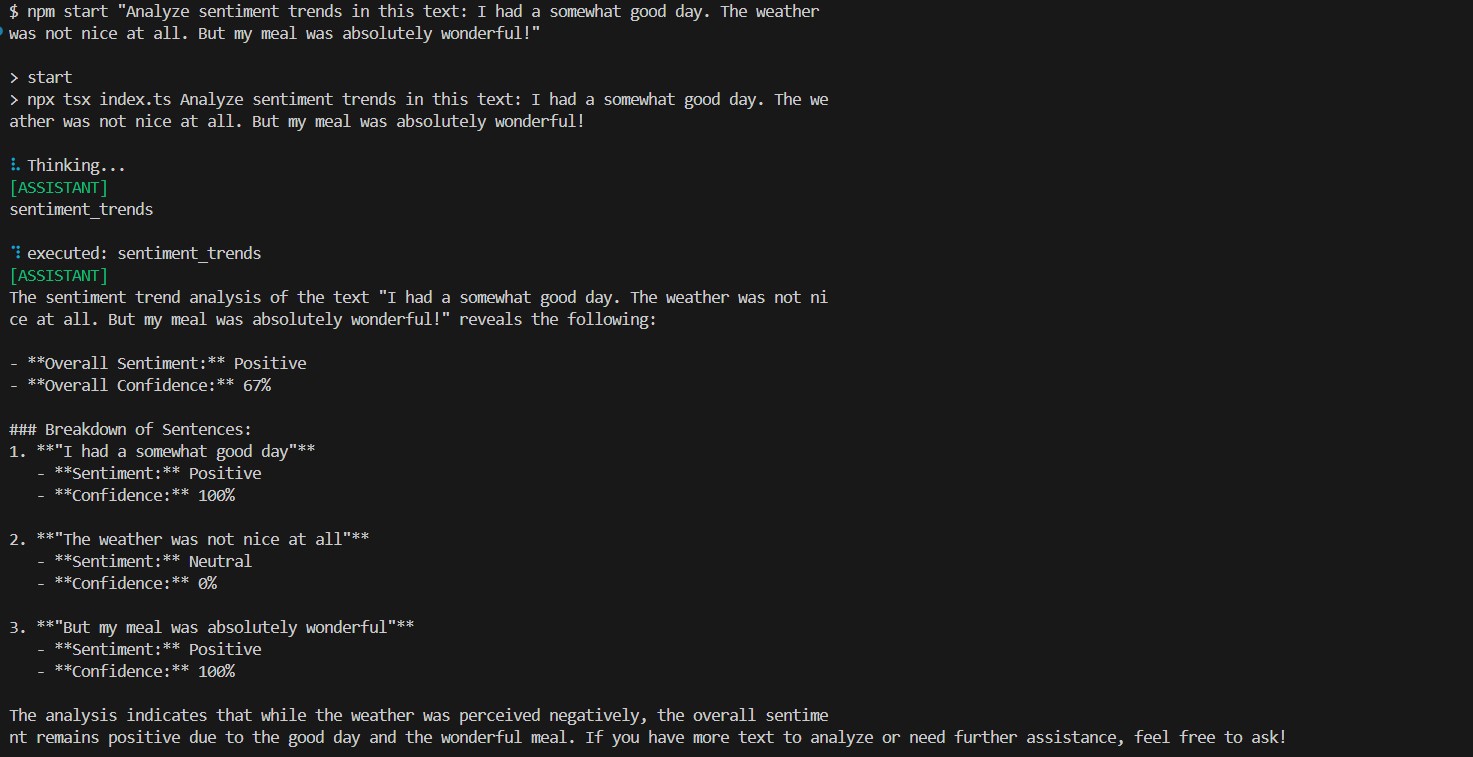 $ npm start "Analyze sentiment trends in this text: I had a somewhat good day. The weather
was not nice at all. But my meal was absolutely wonderful!"
> start
> npx tsx index.ts Analyze sentiment trends in this text: I had a somewhat good day. The we
ather was not nice at all. But my meal was absolutely wonderful!
⠧ Thinking...
[ASSISTANT]
sentiment_trends
⠹ executed: sentiment_trends
[ASSISTANT]
The sentiment trend analysis of the text "I had a somewhat good day. The weather was not ni
ce at all. But my meal was absolutely wonderful!" reveals the following:
- **Overall Sentiment:** Positive
- **Overall Confidence:** 67%
### Breakdown of Sentences:
1. **"I had a somewhat good day"**
- **Sentiment:** Positive
- **Confidence:** 100%
2. **"The weather was not nice at all"**
- **Sentiment:** Neutral
- **Confidence:** 0%
3. **"But my meal was absolutely wonderful"**
- **Sentiment:** Positive
- **Confidence:** 100%
The analysis indicates that while the weather was perceived negatively, the overall sentime
nt remains positive due to the good day and the wonderful meal. If you have more text to analyze or need further assistance, feel free to ask!